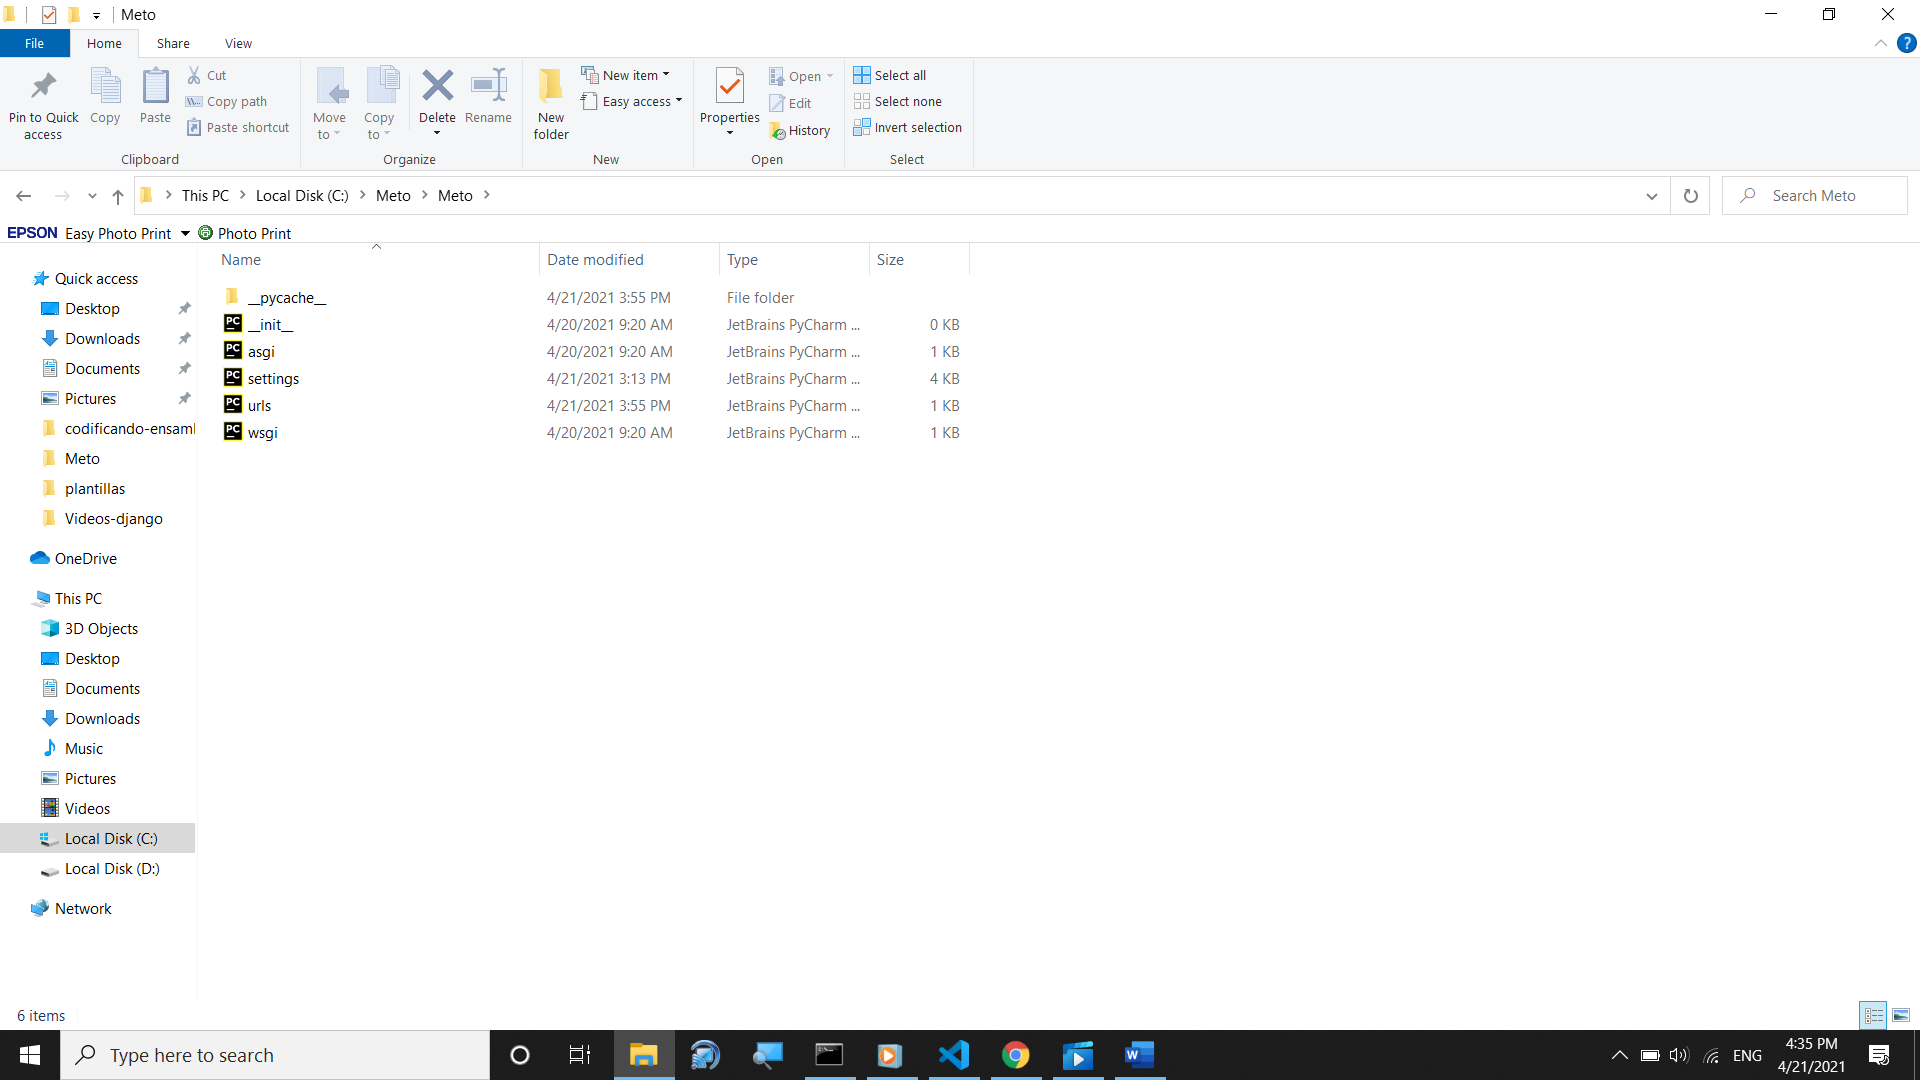 Meto
File Home Share View
Pin to Quick access
Copy
Paste
Cut
Copy path
Paste shortcut
Clipboard
Move to
Copy to
Delete
Rename
Organize
New folder
New item
Easy access
New
Properties
Open
Edit
History
Open
Select all
Select none
Invert selection
Select
This PC Local Disk (C:) Meto Meto
Search Meto
EPSON Easy Photo Print Photo Print
Name Date modified Type Size
__pycache__ 4/21/2021 3:55 PM File folder
PC __init__ 4/20/2021 9:20 AM JetBrains PyCharm ... 0 KB
PC asgi 4/20/2021 9:20 AM JetBrains PyCharm ... 1 KB
PC settings 4/21/2021 3:13 PM JetBrains PyCharm ... 4 KB
PC urls 4/21/2021 3:55 PM JetBrains PyCharm ... 1 KB
PC wsgi 4/20/2021 9:20 AM JetBrains PyCharm ... 1 KB
Quick access
Desktop
Downloads
Documents
Pictures
codificando-ensaml
Meto
plantillas
Videos-django
OneDrive
This PC
3D Objects
Desktop
Documents
Downloads
Music
Pictures
Videos
Local Disk (C:)
Local Disk (D:)
Network
6 items
Type here to search
ENG
4:35 PM
4/21/2021